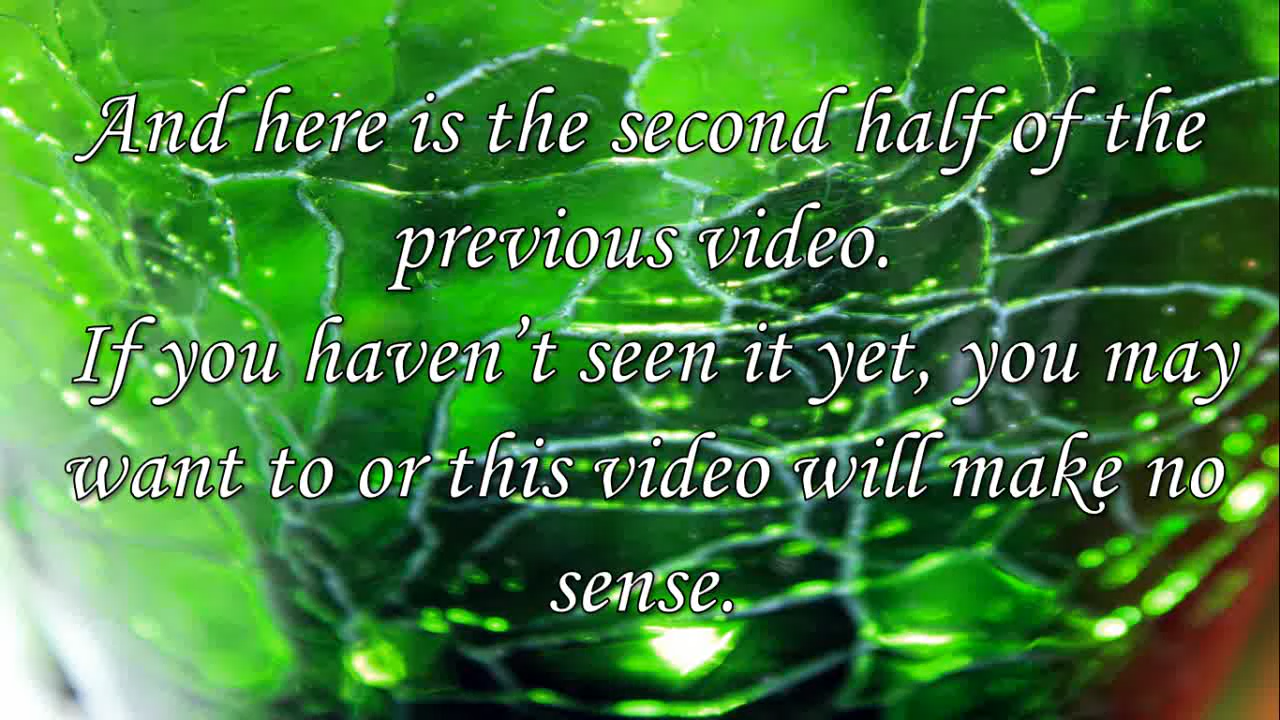 And here is the second half of the
previous video.
If you haven't seen it yet, you may
want to or this video will make no
sense.